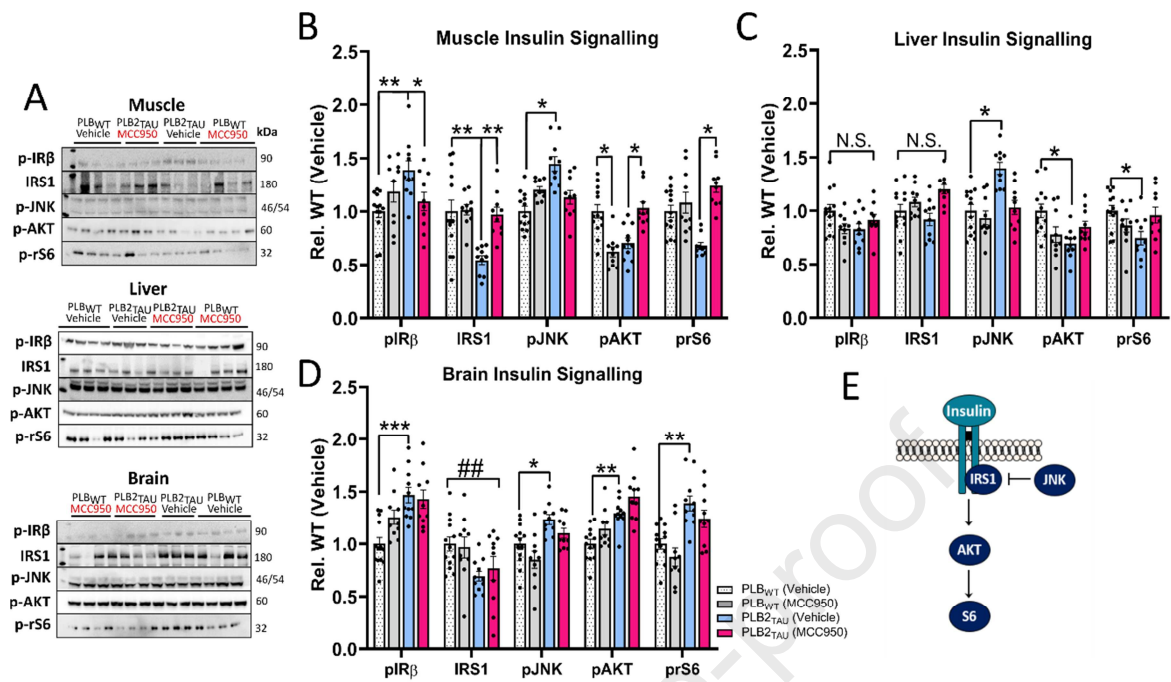 A
Muscle
PLBWT PLB2TAU PLB2TAU PLBWT
Vehicle MCC950 Vehicle MCC950 kDa
p-IRβ 90
IRS1 180
p-JNK 46/54
p-AKT 60
p-rS6 32
Liver
PLBWT PLB2TAU PLB2TAU PLBWT
Vehicle Vehicle MCC950 MCC950
p-IRβ 90
IRS1 180
p-JNK 46/54
p-AKT 60
p-rS6 32
Brain
PLBWT PLB2TAU PLB2TAU PLBWT
MCC950 MCC950 Vehicle Vehicle
p-IRβ 90
IRS1 180
p-JNK 46/54
p-AKT 60
p-rS6 32
B
Muscle Insulin Signalling
Rel. WT (Vehicle)
2.5
2.0
1.5
1.0
0.5
0.0
** *
** **
*
* *
*
pIRβ IRS1 pJNK pAKT prS6
C
Liver Insulin Signalling
Rel. WT (Vehicle)
2.5
2.0
1.5
1.0
0.5
0.0
N.S. N.S. * * *
pIRβ IRS1 pJNK pAKT prS6
D
Brain Insulin Signalling
Rel. WT (Vehicle)
2.5
2.0
1.5
1.0
0.5
0.0
*** ## * ** **
pIRβ IRS1 pJNK pAKT prS6
PLBWT (Vehicle)
PLBWT (MCC950)
PLB2TAU (Vehicle)
PLB2TAU (MCC950)
E
Insulin
IRS1 JNK
AKT
S6
-proof